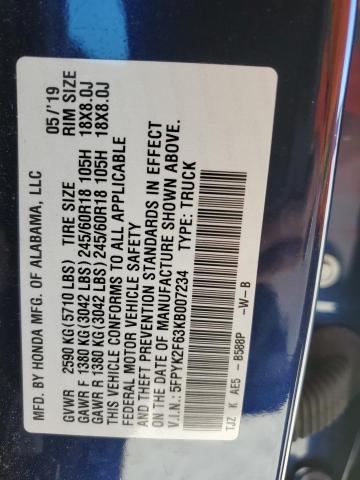 MFD. BY HONDA MFG. OF ALABAMA, LLC 05/'19
GVWR 2590 KG(5710 LBS) TIRE SIZE RIM SIZE
GAWR F 1380 KG(3042 LBS) 245/60R18 105H 18X8.0J
GAWR R 1380 KG(3042 LBS) 245/60R18 105H 18X8.0J
THIS VEHICLE CONFORMS TO ALL APPLICABLE
FEDERAL MOTOR VEHICLE SAFETY
AND THEFT PREVENTION STANDARDS IN EFFECT
ON THE DATE OF MANUFACTURE SHOWN ABOVE.
V.I.N.: 5FPYK2F63KB007234 TYPE: TRUCK
TJZ K AE5 - B588P -W-B